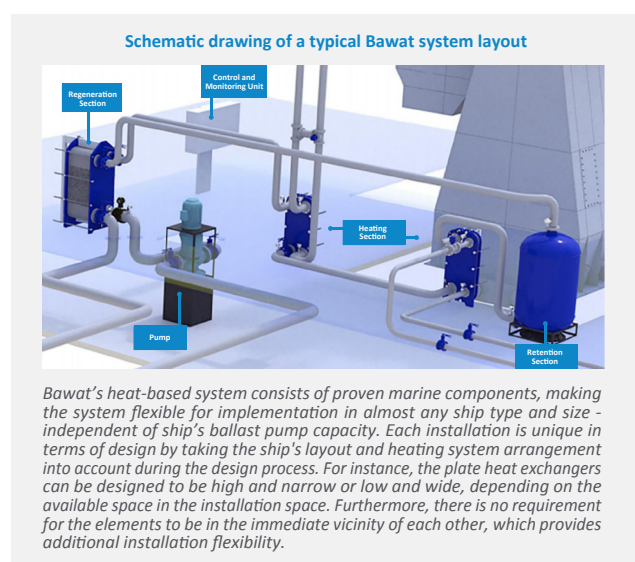 Schematic drawing of a typical Bawat system layout
Control and
Monitoring Unit
Regeneration
Section
Heating
Section
Pump
Retention
Section
Bawat's heat-based system consists of proven marine components, making
the system flexible for implementation in almost any ship type and size -
independent of ship's ballast pump capacity. Each installation is unique in
terms of design by taking the ship's layout and heating system arrangement
into account during the design process. For instance, the plate heat exchangers
can be designed to be high and narrow or low and wide, depending on the
available space in the installation space. Furthermore, there is no requirement
for the elements to be in the immediate vicinity of each other, which provides
additional installation flexibility.